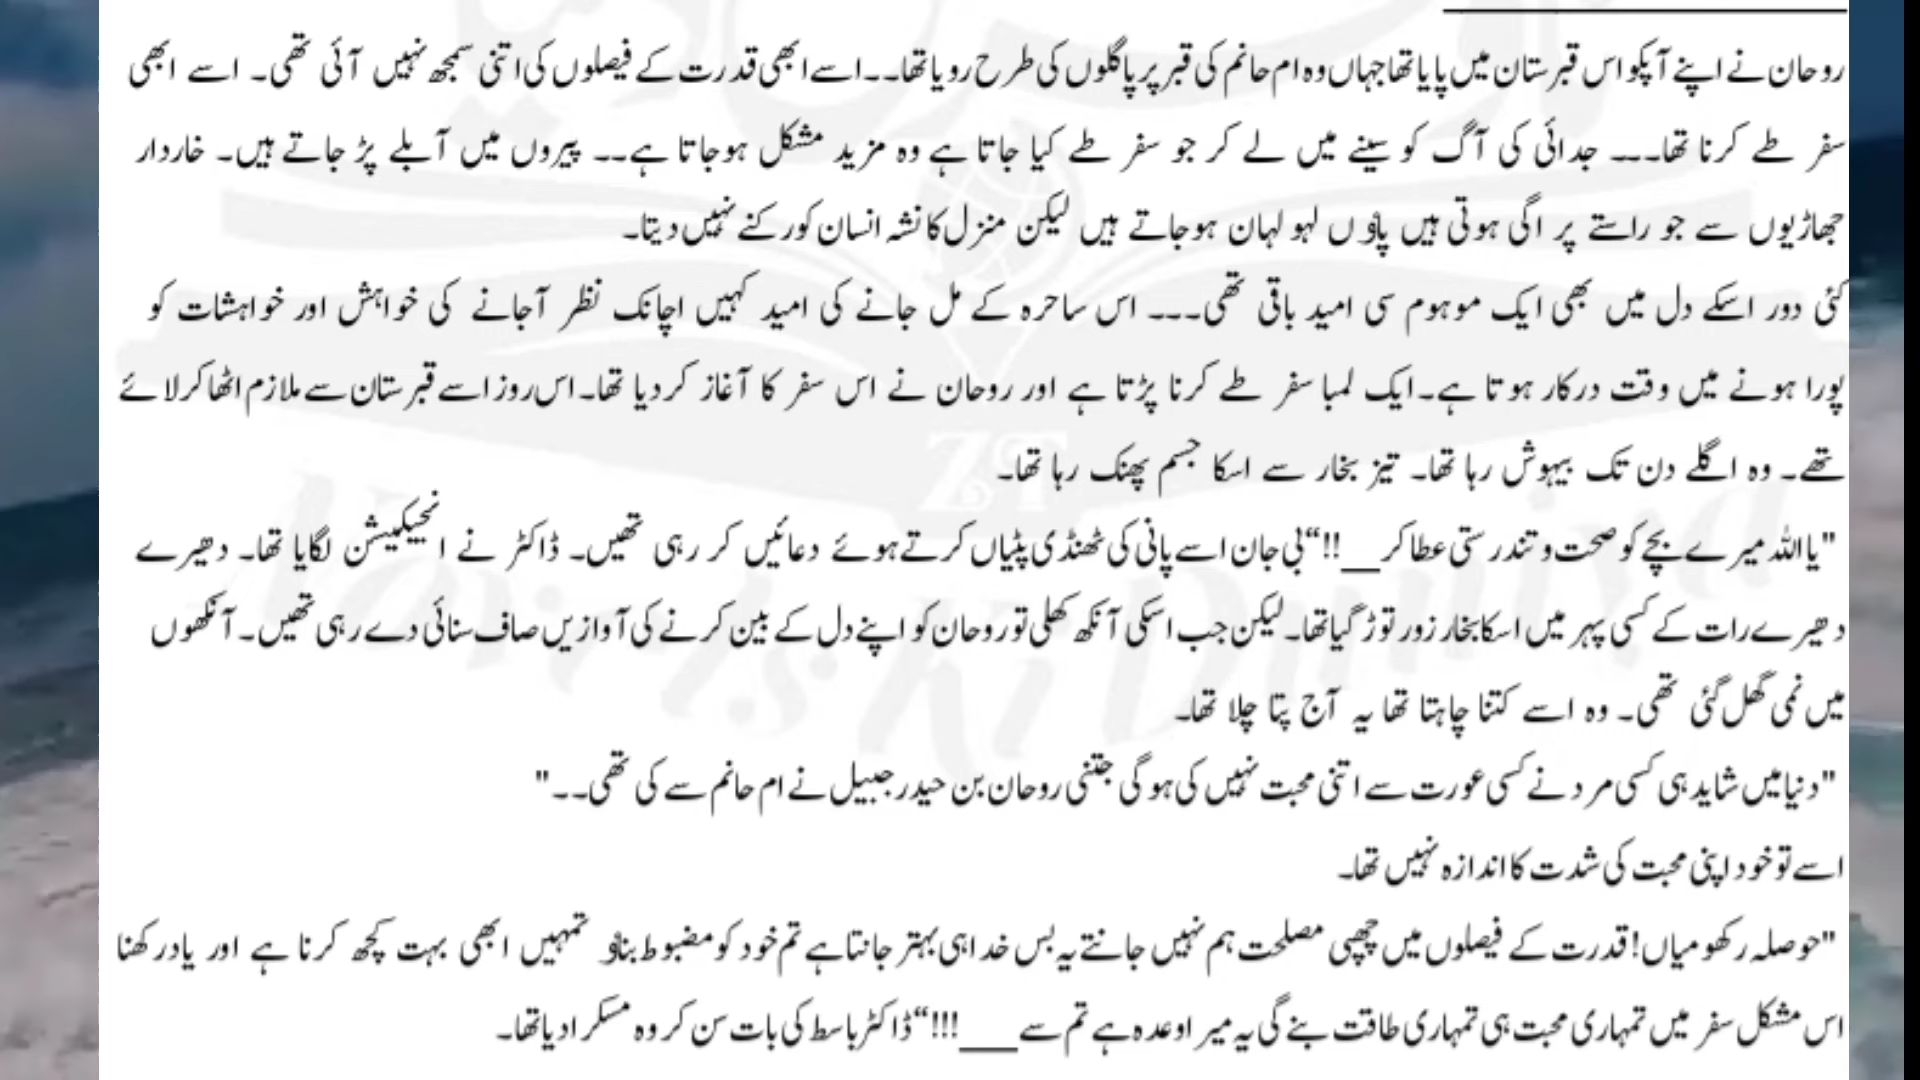 روحان نے اپنے آپکو اس قبرستان میں پایا تھا جہاں وہ ام حانم کی قبر پر پاگلوں کی طرح رویا تھا۔۔اسے ابھی قدرت کے فیصلوں کی اتنی سمجھ نہیں آئی تھی۔ اسے ابھی
سفر طے کرنا تھا۔۔۔ جدائی کی آگ کو سینے میں لے کر جو سفر طے کیا جاتا ہے وہ مزید مشکل ہوجاتا ہے۔۔ پیروں میں آبلے پڑ جاتے ہیں۔ خاردار
جھاڑیوں سے جو راستے پر اگی ہوتی ہیں پاؤں لہو لہان ہوجاتے ہیں لیکن منزل کا نشہ انسان کو رکنے نہیں دیتا۔
کئی دور اسکے دل میں بھی ایک موہوم سی امید باقی تھی۔۔۔ اس ساحرہ کے مل جانے کی امید کہیں اچانک نظر آجانے کی خواہش اور خواہشات کو
پورا ہونے میں وقت درکار ہوتا ہے۔ایک لمبا سفر طے کرنا پڑتا ہے اور روحان نے اس سفر کا آغاز کردیا تھا۔اس روز اسے قبرستان سے ملازم اٹھا کر لائے
تھے۔ وہ اگلے دن تک بیہوش رہا تھا۔ تیز بخار سے اسکا جسم پھنک رہا تھا۔
"یااللہ میرے بچے کو صحت و تندرستی عطا کر__!!“بی جان اسے پانی کی ٹھنڈی پٹیاں کرتے ہوئے دعائیں کر رہی تھیں۔ ڈاکٹر نے انجیکیشن لگایا تھا۔ دھیرے
دھیرے رات کے کسی پہر میں اسکا بخار زور توڑ گیا تھا۔لیکن جب اسکی آنکھ کھلی تو روحان کو اپنے دل کے بین کرنے کی آوازیں صاف سنائی دے رہی تھیں۔آنکھوں
میں نمی گھل گئی تھی۔ وہ اسے کتنا چاہتا تھا یہ آج پتا چلا تھا۔
"دنیا میں شاید ہی کسی مرد نے کسی عورت سے اتنی محبت نہیں کی ہوگی جتنی روحان بن حیدر جبیل نے ام حانم سے کی تھی۔۔"
اسے تو خود اپنی محبت کی شدت کا اندازہ نہیں تھا۔
"حوصلہ رکھو میاں! قدرت کے فیصلوں میں چھپی مصلحت ہم نہیں جانتے یہ بس خدا ہی بہتر جانتا ہے تم خود کو مضبوط بناؤ تمہیں ابھی بہت کچھ کرنا ہے اور یاد رکھنا
اس مشکل سفر میں تمہاری محبت ہی تمہاری طاقت بنے گی یہ میرا وعدہ ہے تم سے___!!!“ڈاکٹر باسط کی بات سن کر وہ مسکرا دیا تھا۔
Novels Ki Duniya